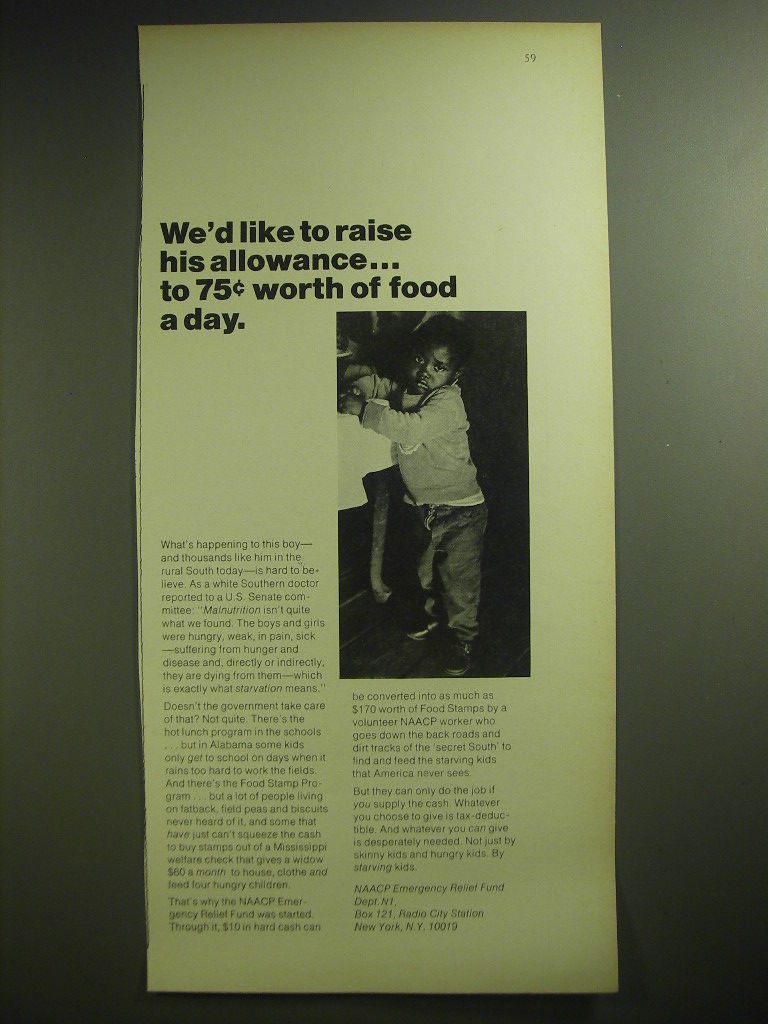 59
We'd like to raise
his allowance...
to 75¢ worth of food
a day.
What's happening to this boy—
and thousands like him in the
rural South today—is hard to be-
lieve. As a white Southern doctor
reported to a U.S. Senate com-
mittee: "Malnutrition isn't quite
what we found. The boys and girls
were hungry, weak, in pain, sick
—suffering from hunger and
disease and, directly or indirectly,
they are dying from them—which
is exactly what starvation means."
Doesn't the government take care
of that? Not quite. There's the
hot lunch program in the schools
. . . but in Alabama some kids
only get to school on days when it
rains too hard to work the fields.
And there's the Food Stamp Pro-
gram . . . but a lot of people living
on fatback, field peas and biscuits
never heard of it, and some that
have just can't squeeze the cash
to buy stamps out of a Mississippi
welfare check that gives a widow
$60 a month to house, clothe and
feed four hungry children.
That's why the NAACP Emer-
gency Relief Fund was started.
Through it, $10 in hard cash can
be converted into as much as
$170 worth of Food Stamps by a
volunteer NAACP worker who
goes down the back roads and
dirt tracks of the 'secret South' to
find and feed the starving kids
that America never sees.
But they can only do the job if
you supply the cash. Whatever
you choose to give is tax-deduc-
tible. And whatever you can give
is desperately needed. Not just by
skinny kids and hungry kids. By
starving kids.
NAACP Emergency Relief Fund
Dept. N1,
Box 121, Radio City Station
New York, N.Y. 10019